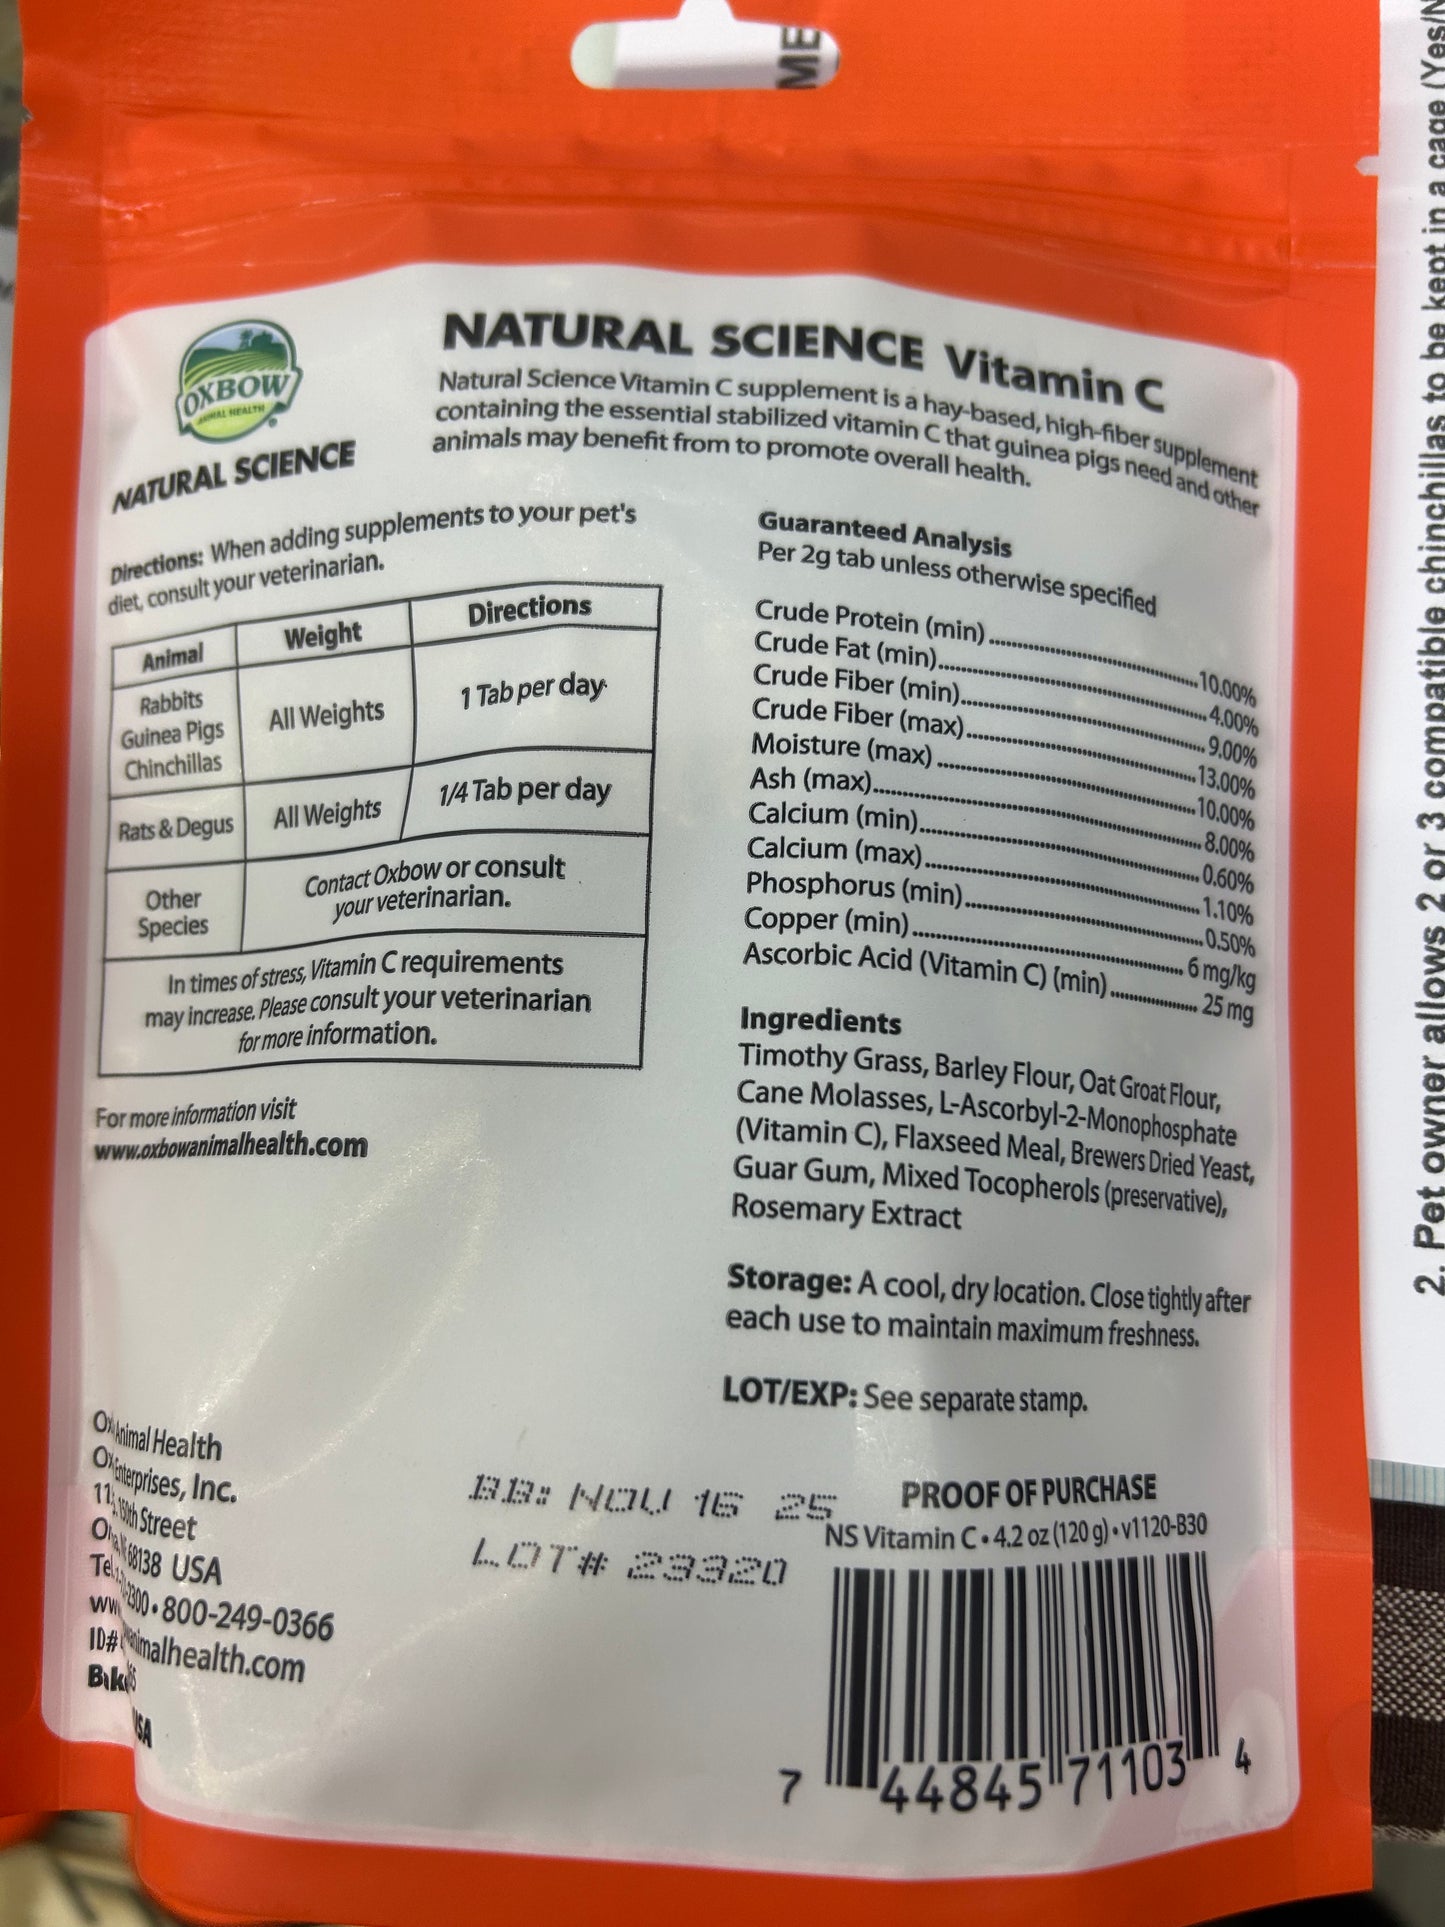 ME
OXBOW
ANIMAL HEALTH
NATURAL SCIENCE
NATURAL SCIENCE Vitamin C
Natural Science Vitamin C supplement is a hay-based, high-fiber supplement
containing the essential stabilized vitamin C that guinea pigs need and other
animals may benefit from to promote overall health.
Directions: When adding supplements to your pet's
diet, consult your veterinarian.
Animal Weight Directions
Rabbits
Guinea Pigs
Chinchillas
All Weights
1 Tab per day
Rats & Degus All Weights 1/4 Tab per day
Other
Species
Contact Oxbow or consult
your veterinarian.
In times of stress, Vitamin C requirements
may increase. Please consult your veterinarian
for more information.
For more information visit
www.oxbowanimalhealth.com
Guaranteed Analysis
Per 2g tab unless otherwise specified
Crude Protein (min) 10.00%
Crude Fat (min) 4.00%
Crude Fiber (min) 9.00%
Crude Fiber (max) 13.00%
Moisture (max) 10.00%
Ash (max) 8.00%
Calcium (min) 0.60%
Calcium (max) 1.10%
Phosphorus (min) 0.50%
Copper (min) 6 mg/kg
Ascorbic Acid (Vitamin C) (min) 25 mg
Ingredients
Timothy Grass, Barley Flour, Oat Groat Flour,
Cane Molasses, L-Ascorbyl-2-Monophosphate
(Vitamin C), Flaxseed Meal, Brewers Dried Yeast,
Guar Gum, Mixed Tocopherols (preservative),
Rosemary Extract
Storage: A cool, dry location. Close tightly after
each use to maintain maximum freshness.
LOT/EXP: See separate stamp.
Animal Health
Enterprises, Inc.
150th Street
68138 USA
800-249-0366
ID#
BB: NOV 16 25
LOT# 23320
PROOF OF PURCHASE
NS Vitamin C • 4.2 oz (120 g) • v1120-B30
7 44845 71103 4
2. Pet owner allows 2 or 3 compatible chinchillas to be kept in a cage